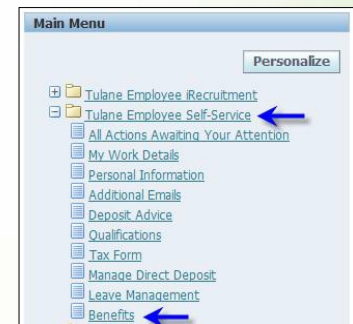 Main Menu
Personalize
Tulane Employee iRecruitment
Tulane Employee Self-Service
All Actions Awaiting Your Attention
My Work Details
Personal Information
Additional Emails
Deposit Advice
Qualifications
Tax Form
Manage Direct Deposit
Leave Management
Benefits